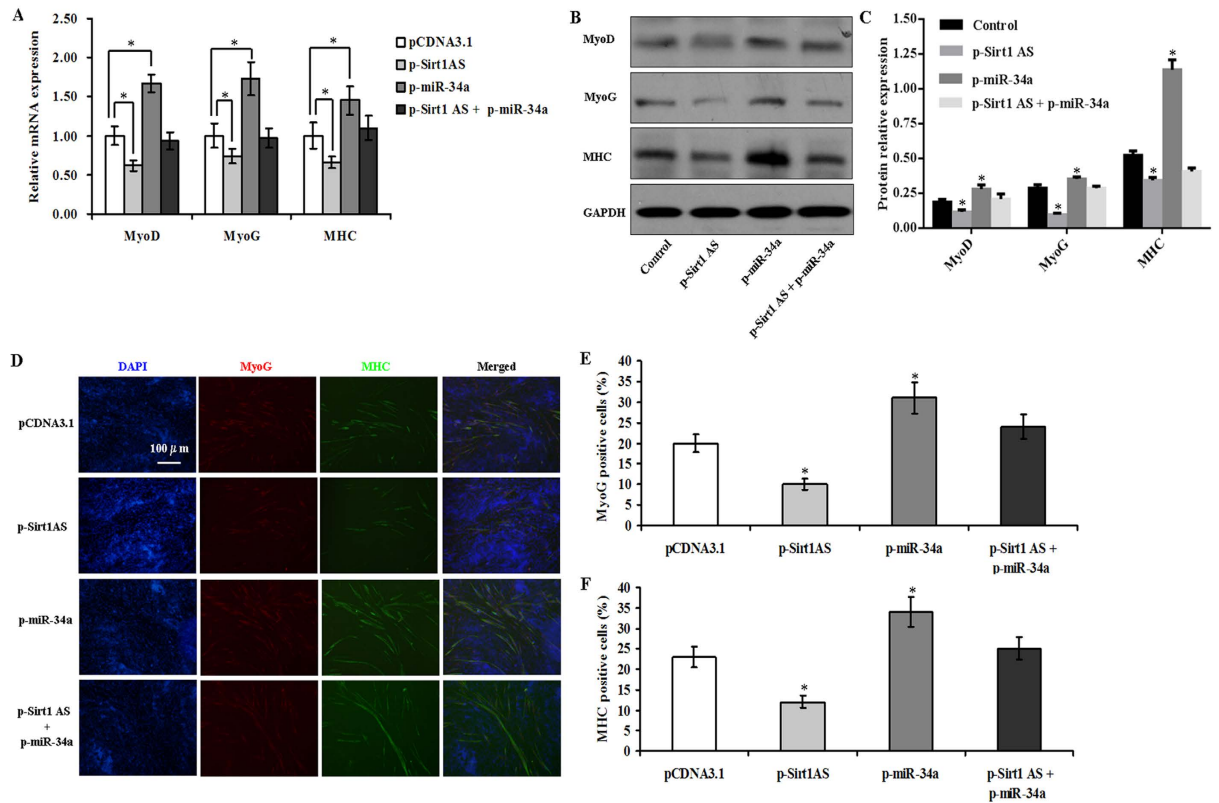 A
Relative mRNA expression
2.50
2.00
1.50
1.00
0.50
0.00
* * *
* * *
MyoD MyoG MHC
pCDNA3.1
p-Sirt1AS
p-miR-34a
p-Sirt1 AS + p-miR-34a
B
MyoD
MyoG
MHC
GAPDH
Control
p-Sirt1 AS
p-miR-34a
p-Sirt1 AS + p-miR-34a
C
Protein relative expression
1.50
1.25
1.00
0.75
0.50
0.25
0.00
Control
p-Sirt1 AS
p-miR-34a
p-Sirt1 AS + p-miR-34a
* * *
* * *
MyoD
MyoG
MHC
D
DAPI MyoG MHC Merged
pCDNA3.1
100 μm
p-Sirt1AS
p-miR-34a
p-Sirt1 AS
+
p-miR-34a
E
MyoG positive cells (%)
40
35
30
25
20
15
10
5
0
*
*
pCDNA3.1 p-Sirt1AS p-miR-34a p-Sirt1 AS +
p-miR-34a
F
MHC positive cells (%)
40
35
30
25
20
15
10
5
0
*
*
pCDNA3.1 p-Sirt1AS p-miR-34a p-Sirt1 AS +
p-miR-34a